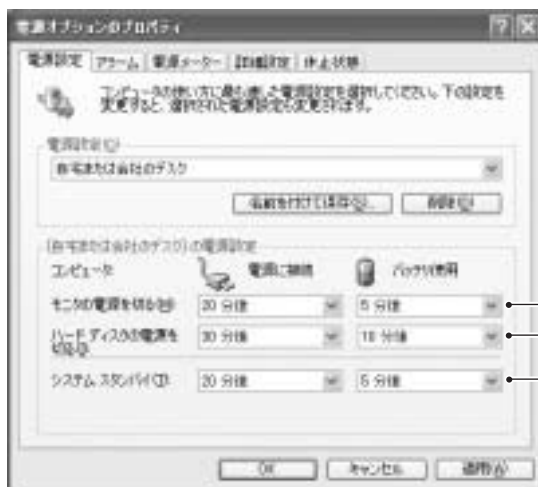 電源オプションのプロパティ
電源設定 アラーム 電源メーター 詳細設定 休止状態
コンピュータの使い方に最も適した電源設定を選択してください。下の設定を
変更すると、選択された電源設定も変更されます。
電源設定(C)
自宅または会社のデスク
名前を付けて保存(S)... 削除(D)
[自宅または会社のデスク] の電源設定
コンピュータ 電源に接続 バッテリ使用
モニタの電源を切る(M) 20 分後 5 分後
ハード ディスクの電源を
切る(I) 30 分後 10 分後
システム スタンバイ(T) 20 分後 5 分後
OK キャンセル 適用(A)